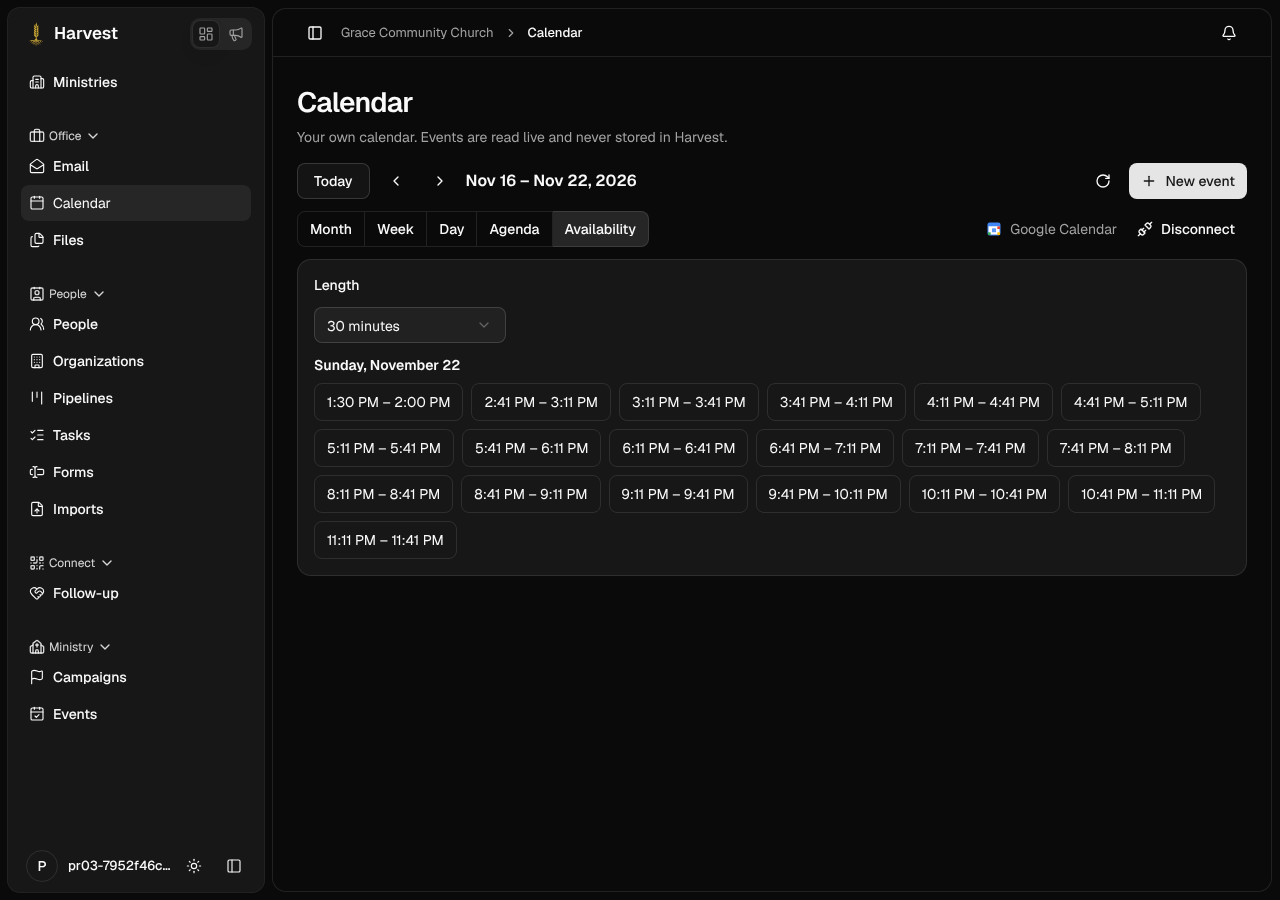 Harvest
Ministries
Office
Email
Calendar
Files
People
People
Organizations
Pipelines
Tasks
Forms
Imports
Connect
Follow-up
Ministry
Campaigns
Events
P pr03-7952f46c...
Grace Community Church > Calendar
Calendar
Your own calendar. Events are read live and never stored in Harvest.
Today Nov 16 – Nov 22, 2026 New event
Month Week Day Agenda Availability Google Calendar Disconnect
Length
30 minutes
Sunday, November 22
1:30 PM – 2:00 PM 2:41 PM – 3:11 PM 3:11 PM – 3:41 PM 3:41 PM – 4:11 PM 4:11 PM – 4:41 PM 4:41 PM – 5:11 PM
5:11 PM – 5:41 PM 5:41 PM – 6:11 PM 6:11 PM – 6:41 PM 6:41 PM – 7:11 PM 7:11 PM – 7:41 PM 7:41 PM – 8:11 PM
8:11 PM – 8:41 PM 8:41 PM – 9:11 PM 9:11 PM – 9:41 PM 9:41 PM – 10:11 PM 10:11 PM – 10:41 PM 10:41 PM – 11:11 PM
11:11 PM – 11:41 PM